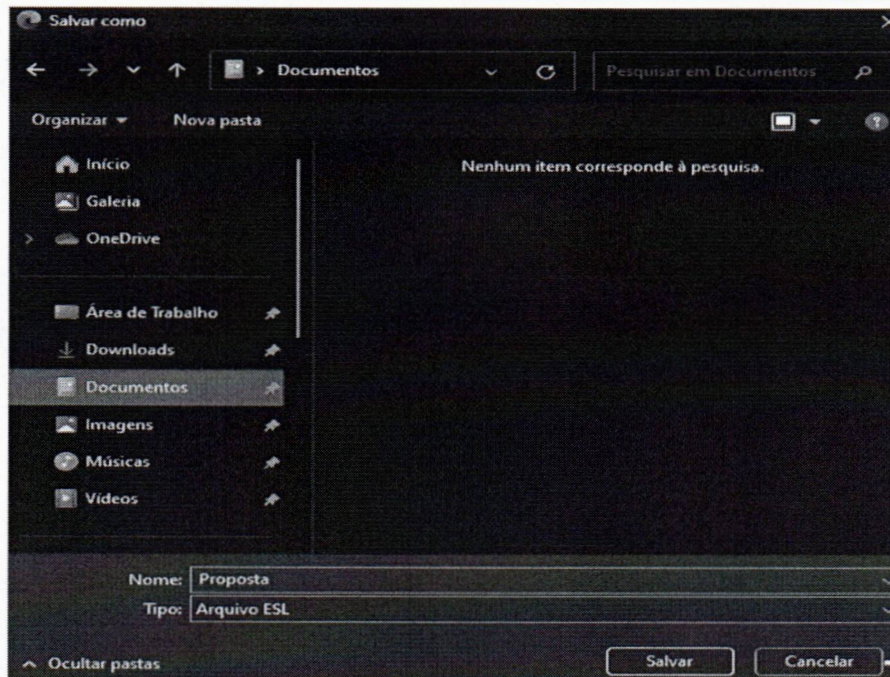 Salvar como
Documentos
Pesquisar em Documentos
Organizar
Nova pasta
Início
Galeria
OneDrive
Área de Trabalho
Downloads
Documentos
Imagens
Músicas
Vídeos
Nenhum item corresponde à pesquisa.
Nome: Proposta
Tipo: Arquivo ESL
Ocultar pastas
Salvar
Cancelar